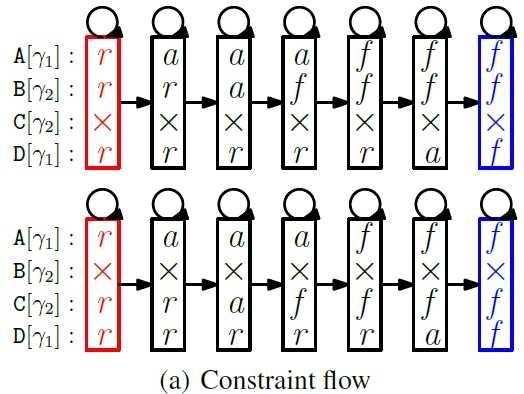 A[γ₁] : r a a a f f f
B[γ₂] : r r a f f f f
C[γ₂] : × × × × × × ×
D[γ₁] : r r r r r a f
A[γ₁] : r a a a f f f
B[γ₂] : × × × × × × ×
C[γ₂] : r r a f f f f
D[γ₁] : r r r r r a f
(a) Constraint flow